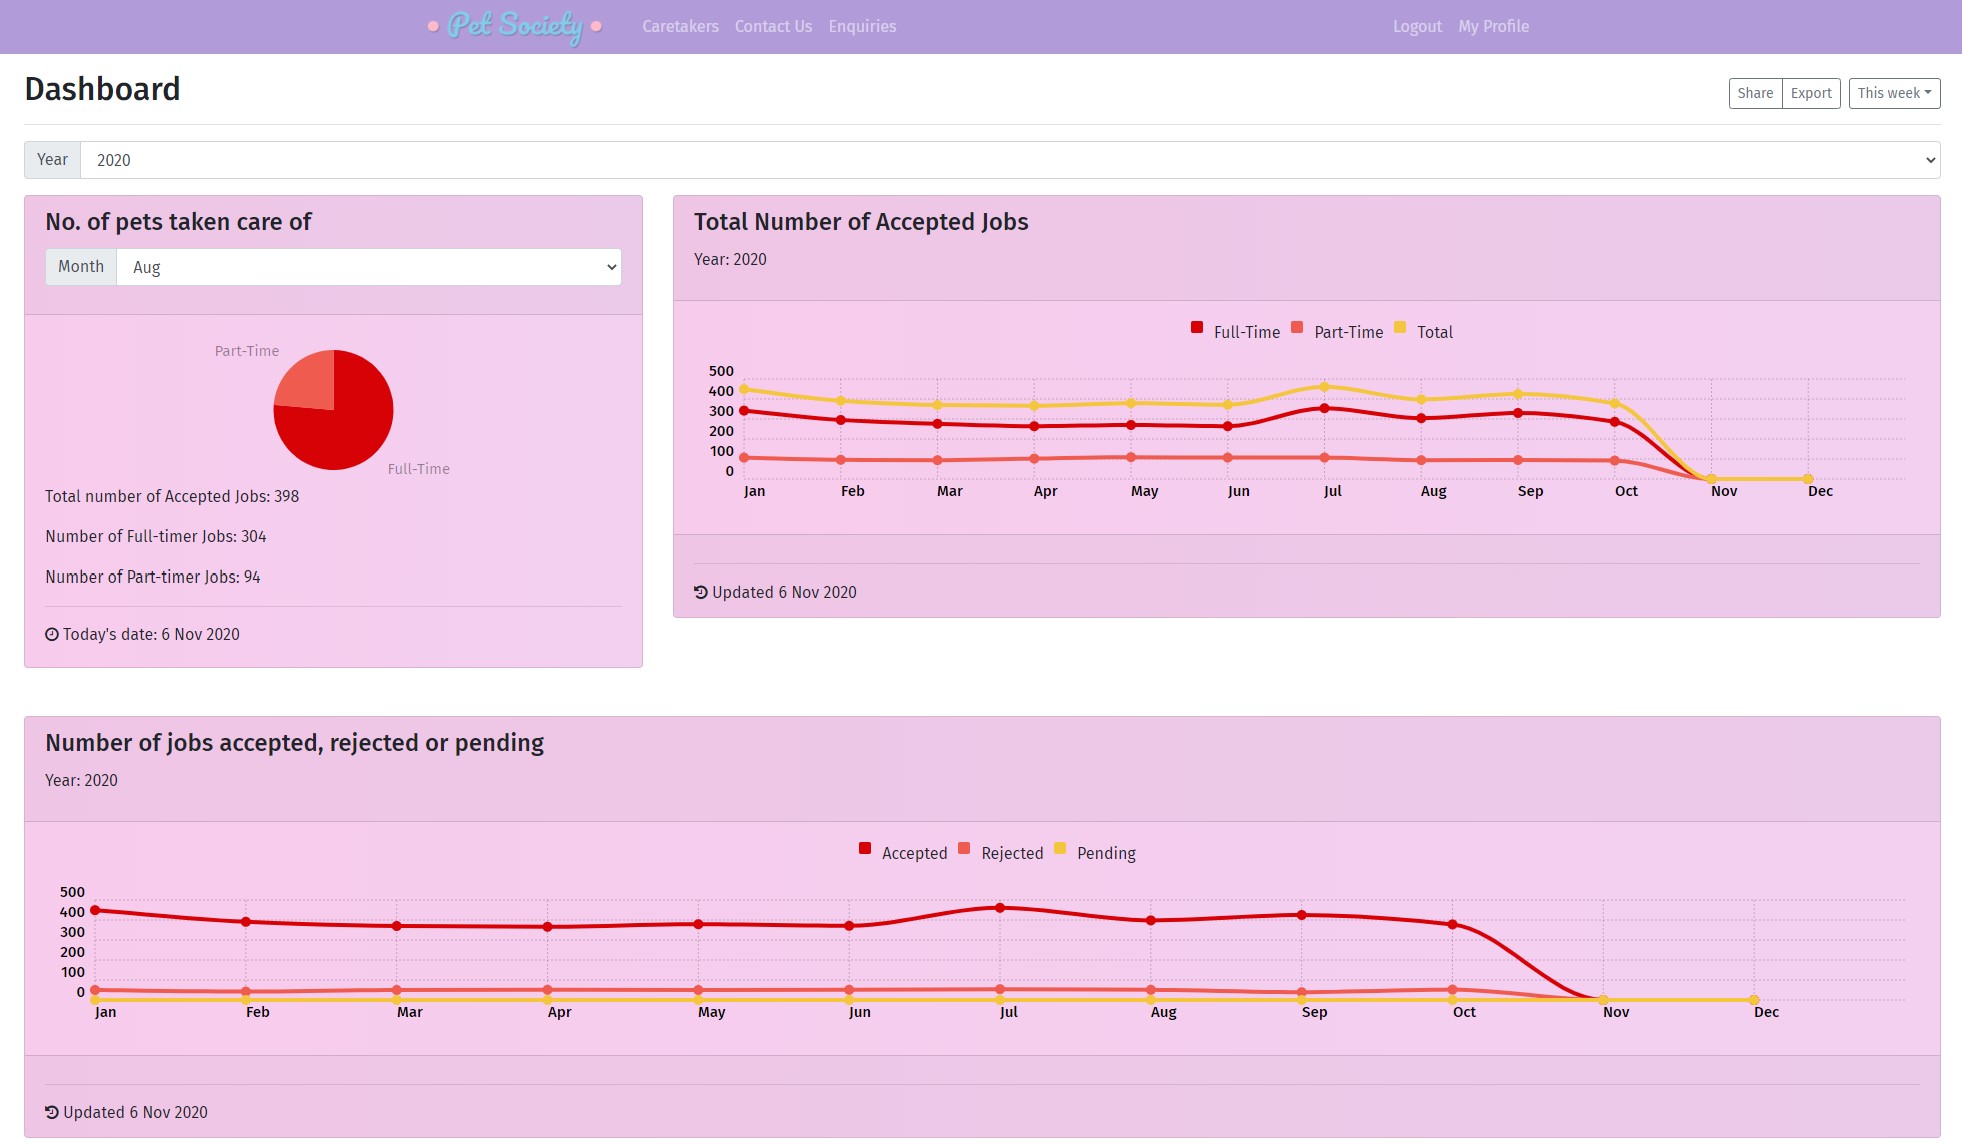 Pet Society Caretakers Contact Us Enquiries Logout My Profile
Dashboard
Share Export This week
Year 2020
No. of pets taken care of
Month Aug
Part-Time
Full-Time
Total number of Accepted Jobs: 398
Number of Full-timer Jobs: 304
Number of Part-timer Jobs: 94
Today's date: 6 Nov 2020
Total Number of Accepted Jobs
Year: 2020
Full-Time Part-Time Total
500
400
300
200
100
0
Jan Feb Mar Apr May Jun Jul Aug Sep Oct Nov Dec
Updated 6 Nov 2020
Number of jobs accepted, rejected or pending
Year: 2020
Accepted Rejected Pending
500
400
300
200
100
0
Jan Feb Mar Apr May Jun Jul Aug Sep Oct Nov Dec
Updated 6 Nov 2020